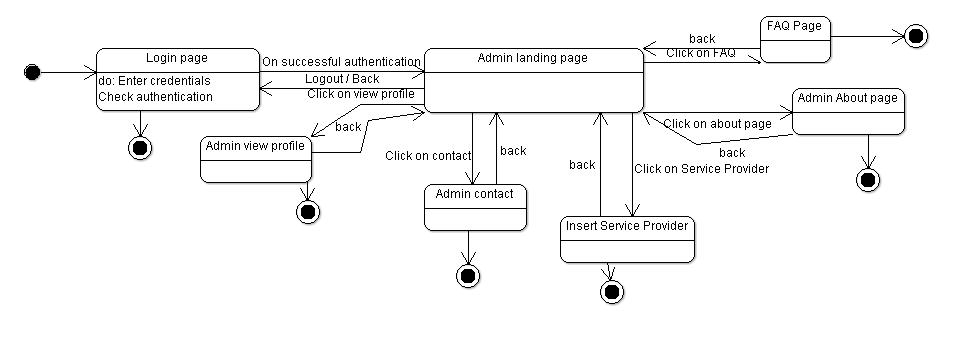 FAQ Page
back
Click on FAQ
Login page
On successful authentication
Admin landing page
do: Enter credentials
Logout / Back
Check authentication
Click on view profile
Admin About page
back
Click on about page
Admin view profile
Click on contact
back
back
back
Click on Service Provider
Admin contact
Insert Service Provider